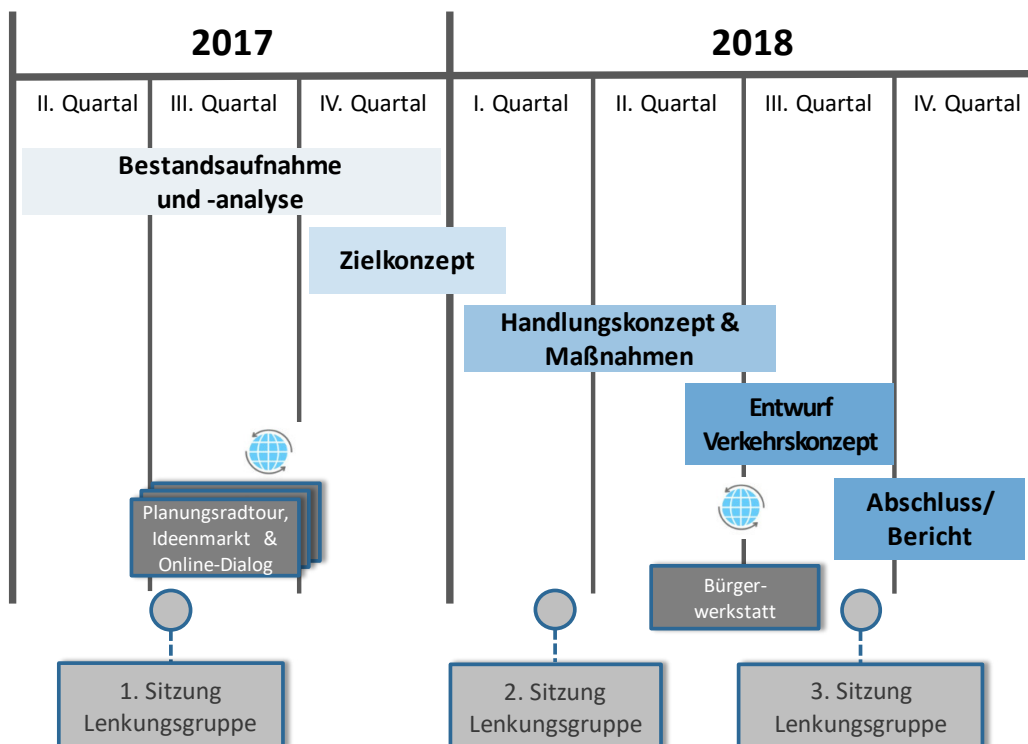 2017
2018
II. Quartal
III. Quartal
IV. Quartal
I. Quartal
II. Quartal
III. Quartal
IV. Quartal
Bestandsaufnahme
und -analyse
Zielkonzept
Handlungskonzept &
Maßnahmen
Entwurf
Verkehrskonzept
Abschluss/
Bericht
Planungsradtour,
Ideenmarkt &
Online-Dialog
Bürger-
werkstatt
1. Sitzung
Lenkungsgruppe
2. Sitzung
Lenkungsgruppe
3. Sitzung
Lenkungsgruppe